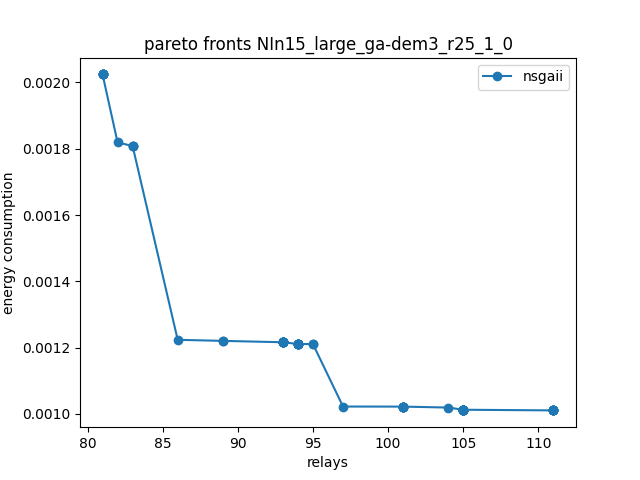 pareto fronts NIn15_large_ga-dem3_r25_1_0
nsgaii
0.0020
0.0018
0.0016
0.0014
0.0012
0.0010
energy consumption
80 85 90 95 100 105 110
relays